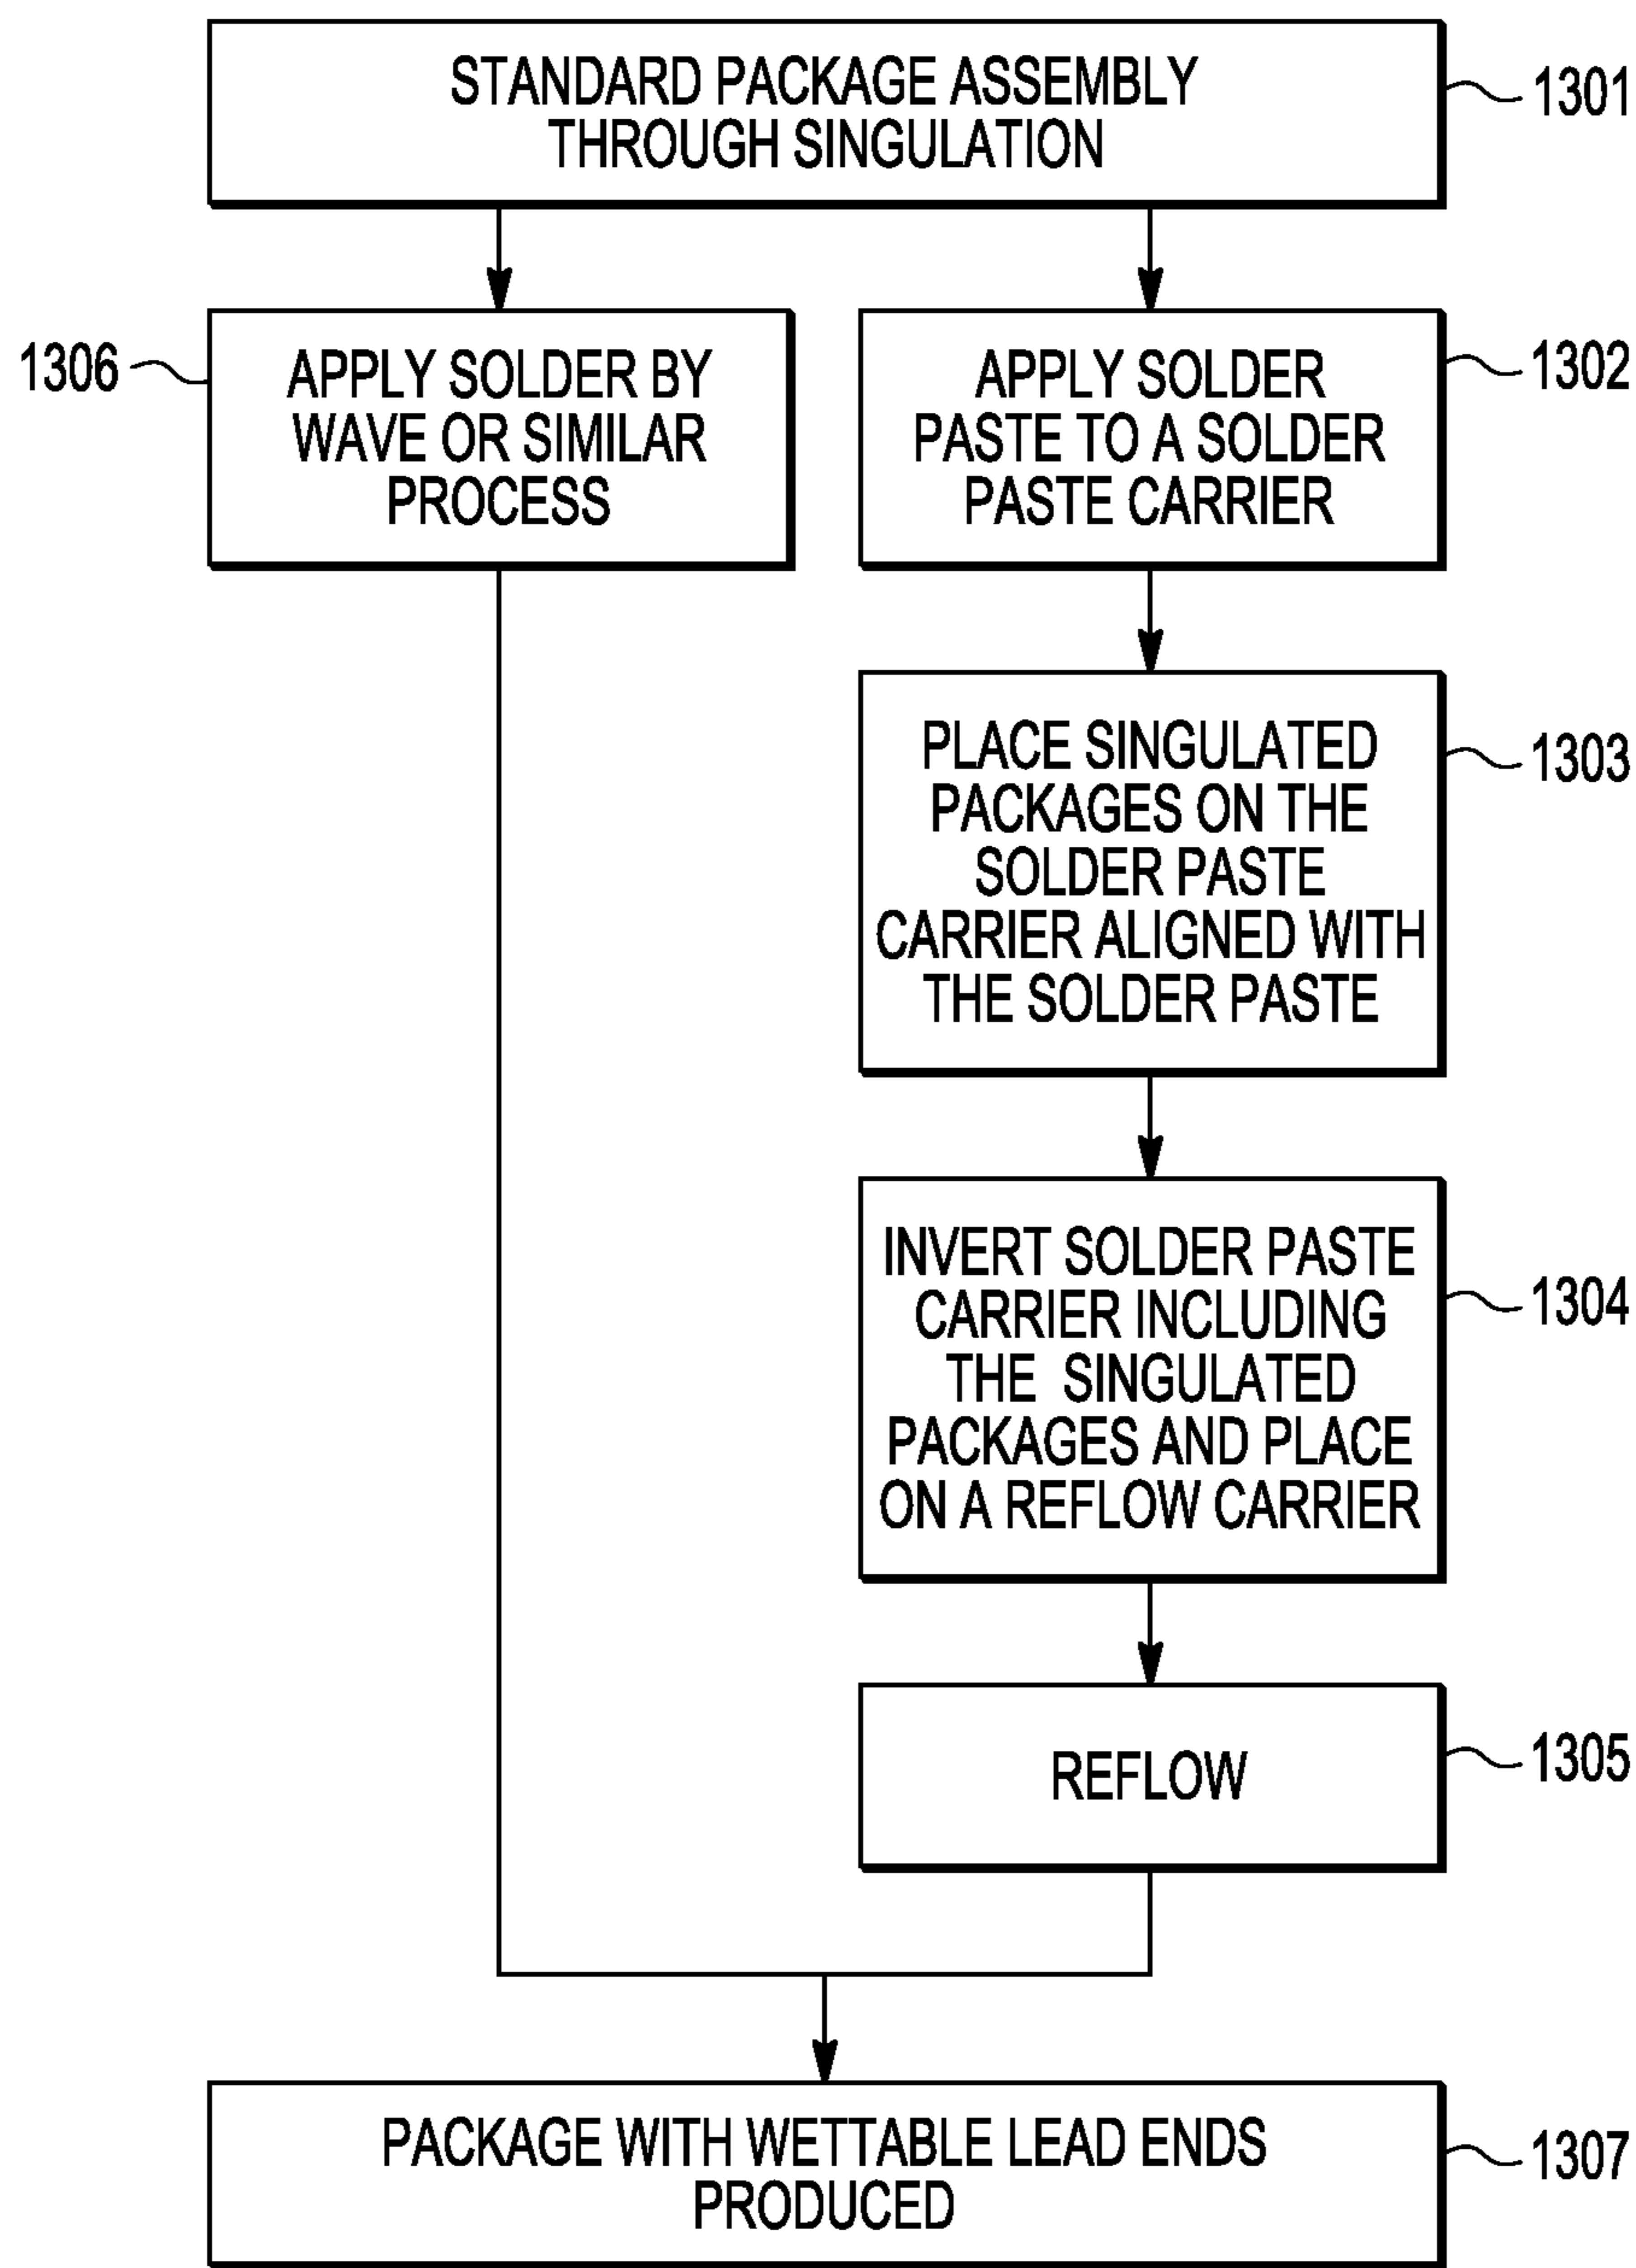 STANDARD PACKAGE ASSEMBLY
THROUGH SINGULATION
1301
1306
APPLY SOLDER BY
WAVE OR SIMILAR
PROCESS
APPLY SOLDER
PASTE TO A SOLDER
PASTE CARRIER
1302
PLACE SINGULATED
PACKAGES ON THE
SOLDER PASTE
CARRIER ALIGNED WITH
THE SOLDER PASTE
1303
INVERT SOLDER PASTE
CARRIER INCLUDING
THE SINGULATED
PACKAGES AND PLACE
ON A REFLOW CARRIER
1304
REFLOW
1305
PACKAGE WITH WETTABLE LEAD ENDS
PRODUCED
1307